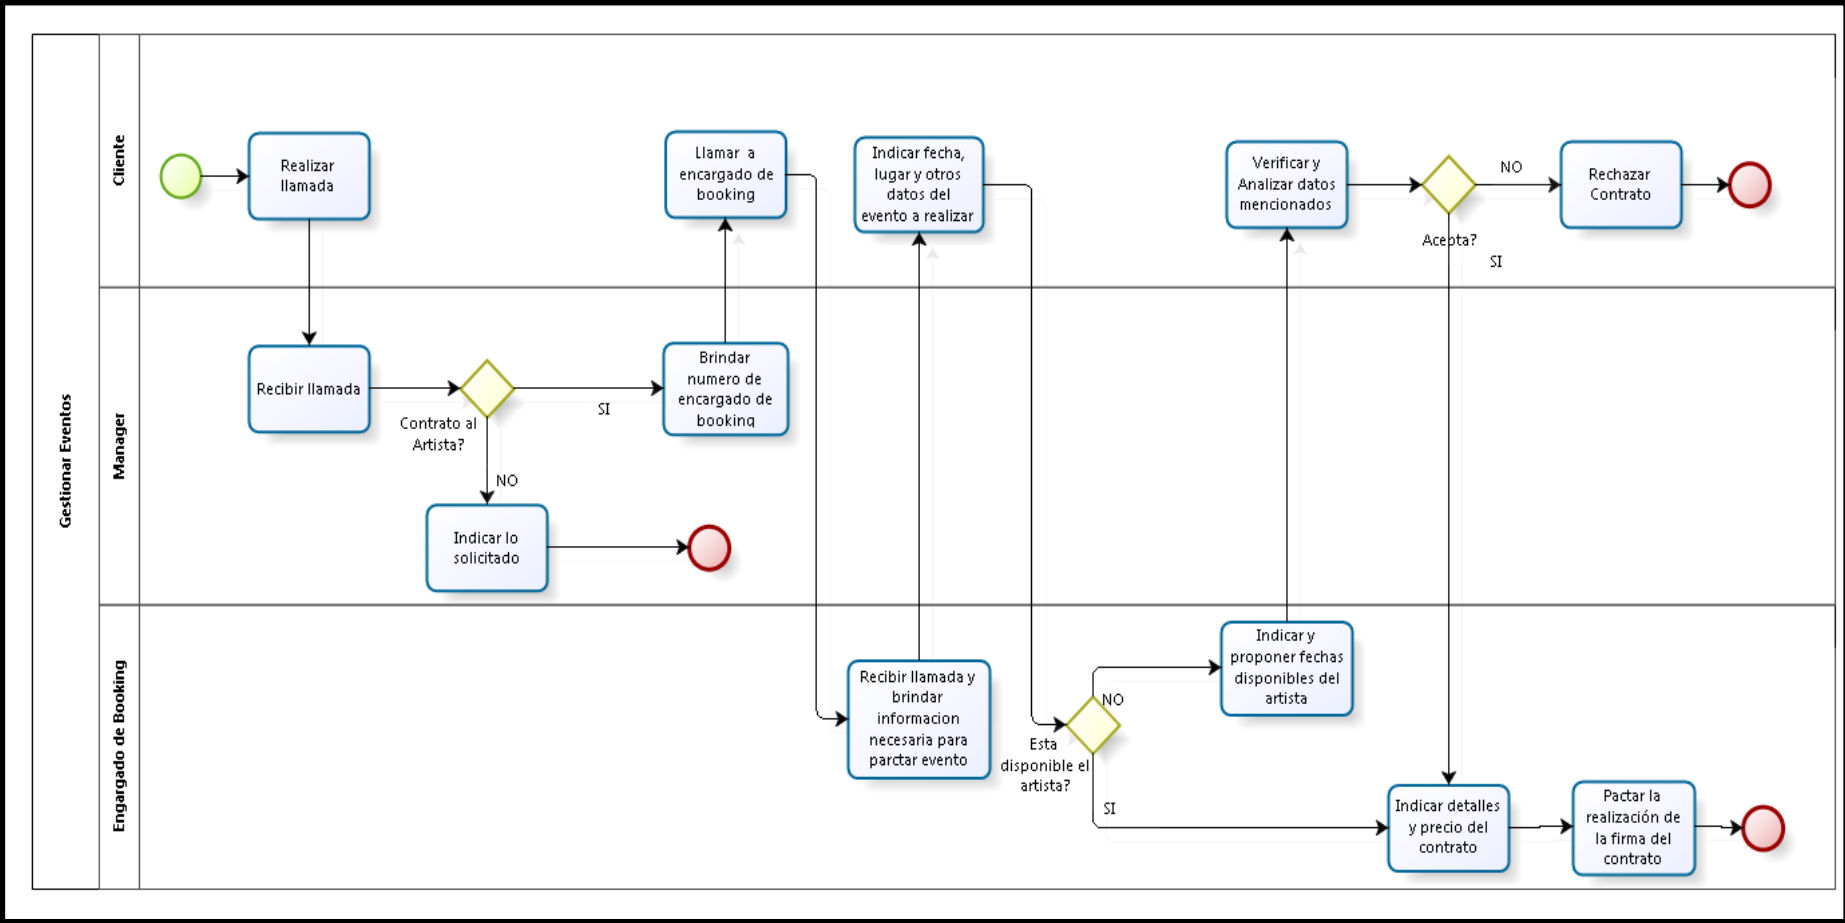 Gestionar Eventos
Cliente
Realizar
llamada
Llamar a
encargado de
booking
Indicar fecha,
lugar y otros
datos del
evento a realizar
Verificar y
Analizar datos
mencionados
Acepta?
NO
SI
Rechazar
Contrato
Manager
Recibir llamada
Contrato al
Artista?
SI
NO
Brindar
numero de
encargado de
booking
Indicar lo
solicitado
Engargado de Booking
Recibir llamada y
brindar
informacion
necesaria para
parctar evento
Esta
disponible el
artista?
NO
SI
Indicar y
proponer fechas
disponibles del
artista
Indicar detalles
y precio del
contrato
Pactar la
realización de
la firma del
contrato